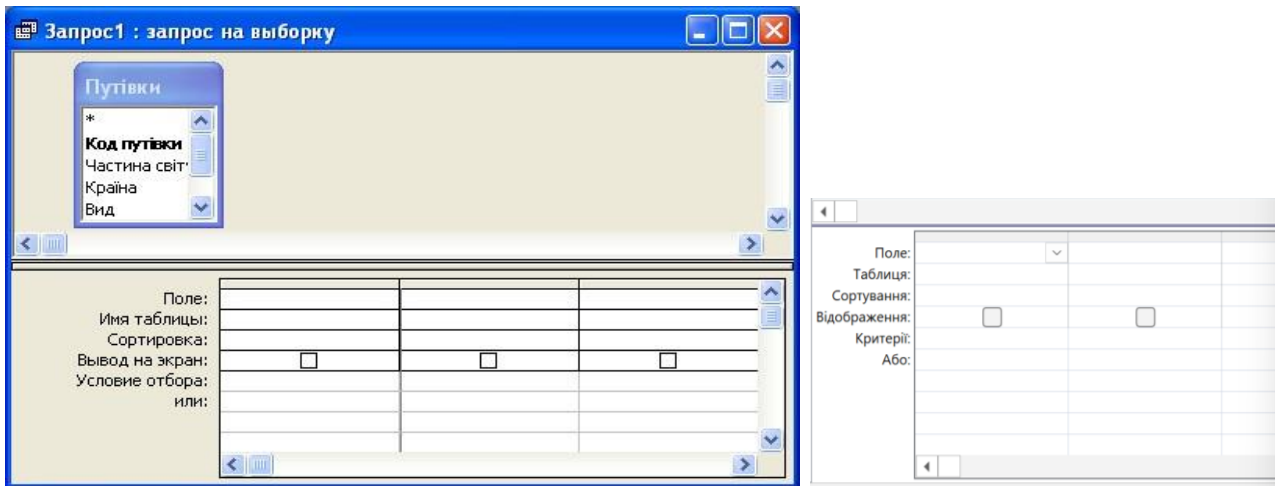 Запрос1 : запрос на выборку
Путівки
*
Код путівки
Частина світ
Країна
Вид
Поле:
Имя таблицы:
Сортировка:
Вывод на экран:
Условие отбора:
или:
Поле:
Таблиця:
Сортування:
Відображення:
Критерії:
Або: